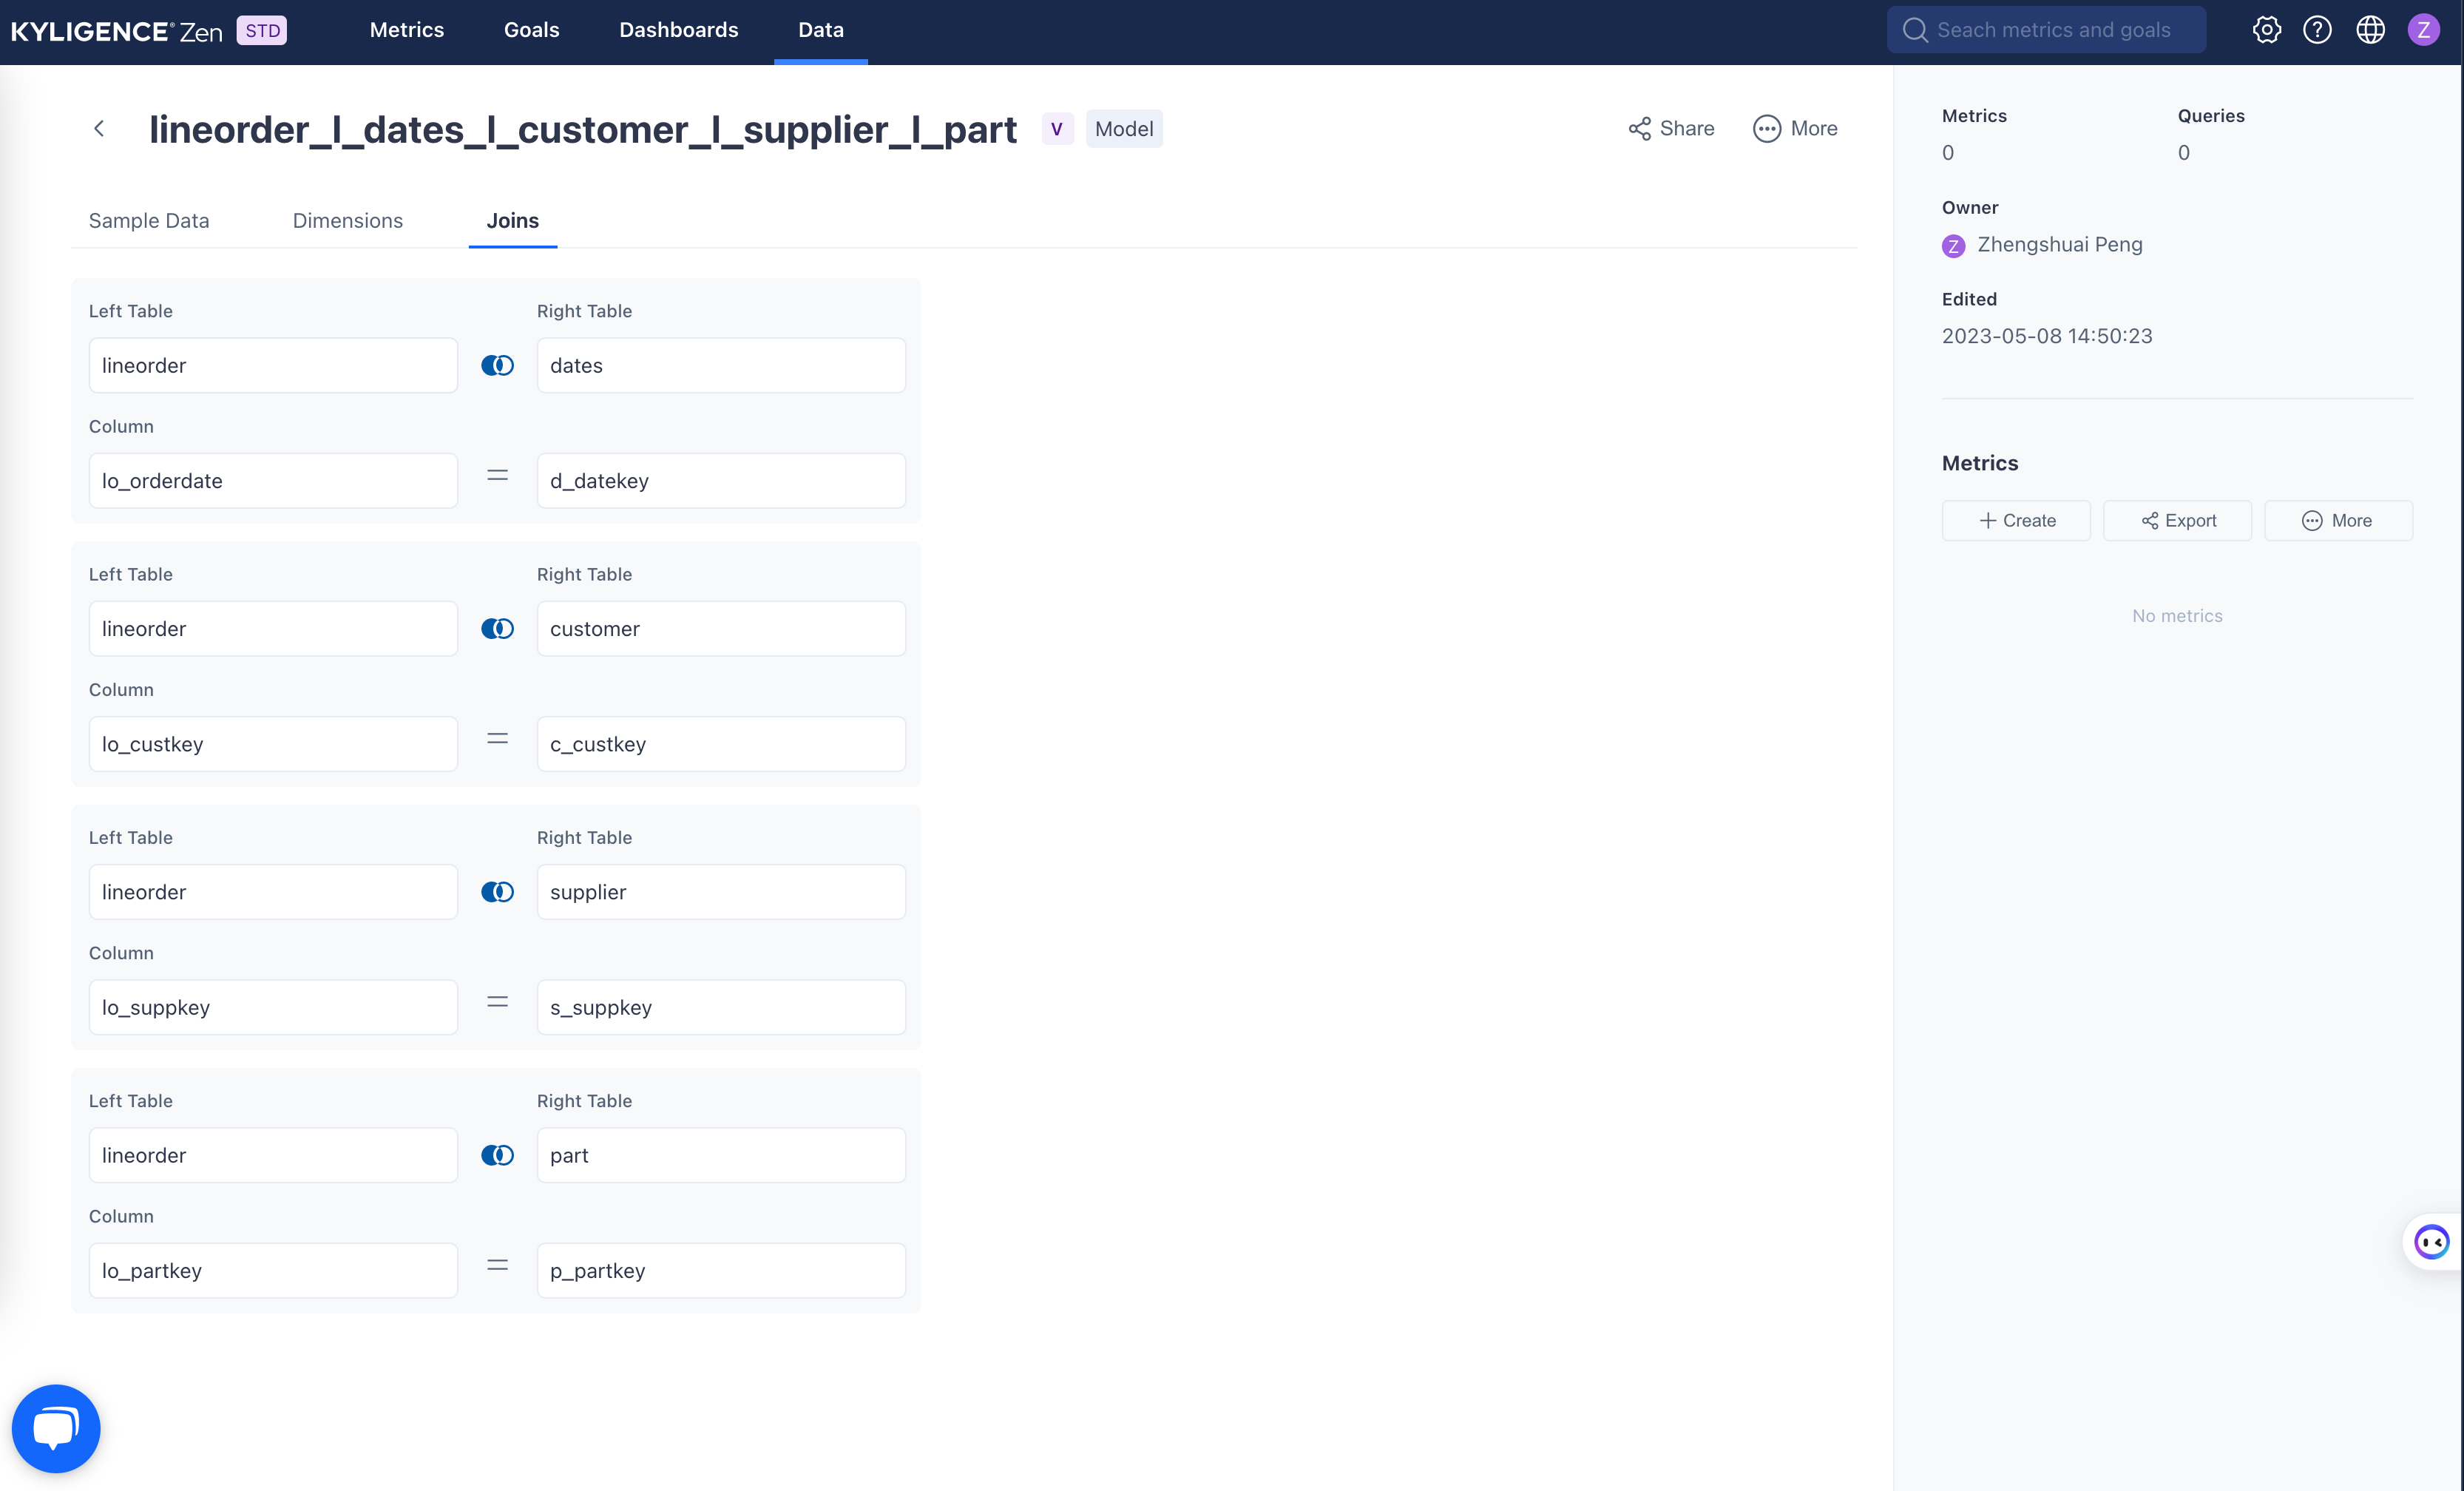 KYLIGENCE® Zen STD Metrics Goals Dashboards Data Seach metrics and goals Z
lineorder_l_dates_l_customer_l_supplier_l_part V Model Share More
Sample Data Dimensions Joins
Left Table Right Table
lineorder dates
Column
lo_orderdate = d_datekey
Left Table Right Table
lineorder customer
Column
lo_custkey = c_custkey
Left Table Right Table
lineorder supplier
Column
lo_suppkey = s_suppkey
Left Table Right Table
lineorder part
Column
lo_partkey = p_partkey
Metrics Queries
0 0
Owner
Z Zhengshuai Peng
Edited
2023-05-08 14:50:23
Metrics
Create Export More
No metrics